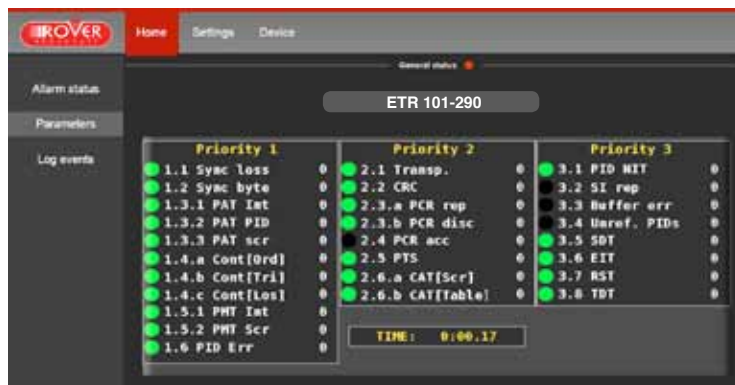 ROVER
Home Settings Device
General status
Allarm status
Parameters
Log events
ETR 101-290
Priority 1
1.1 Sync loss 0
1.2 Sync byte 0
1.3.1 PAT Int 0
1.3.2 PAT PID 0
1.3.3 PAT scr 0
1.4.a Cont[Ord] 0
1.4.b Cont[Tri] 0
1.4.c Cont[Los] 0
1.5.1 PMT Int 0
1.5.2 PMT Scr 0
1.6 PID Err 0
Priority 2
2.1 Transp. 0
2.2 CRC 0
2.3.a PCR rep 0
2.3.b PCR disc 0
2.4 PCR acc 0
2.5 PTS 0
2.6.a CAT[Scr] 0
2.6.b CAT[Table] 0
TIME: 0:00.17
Priority 3
3.1 PID NIT 0
3.2 SI rep 0
3.3 Buffer err 0
3.4 Unref. PIDs 0
3.5 SDT 0
3.6 EIT 0
3.7 RST 0
3.8 TDT 0